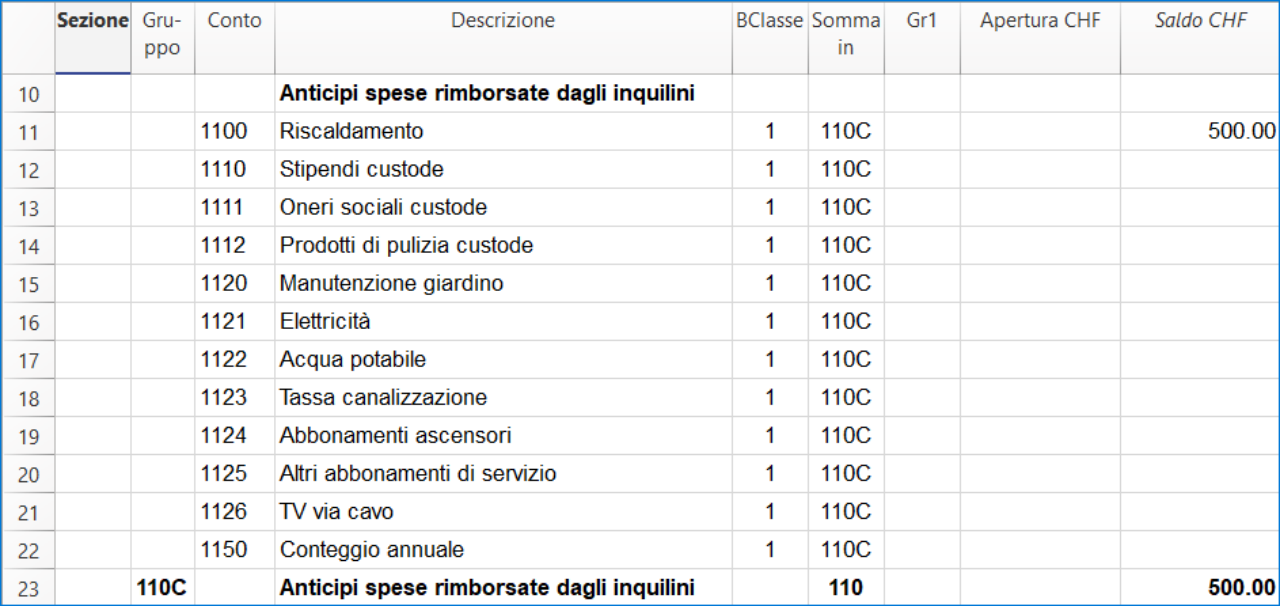 Sezione Gru-ppo Conto Descrizione BClasse Somma in Gr1 Apertura CHF Saldo CHF
10 Anticipi spese rimborsate dagli inquilini
11 1100 Riscaldamento 1 110C 500.00
12 1110 Stipendi custode 1 110C
13 1111 Oneri sociali custode 1 110C
14 1112 Prodotti di pulizia custode 1 110C
15 1120 Manutenzione giardino 1 110C
16 1121 Elettricità 1 110C
17 1122 Acqua potabile 1 110C
18 1123 Tassa canalizzazione 1 110C
19 1124 Abbonamenti ascensori 1 110C
20 1125 Altri abbonamenti di servizio 1 110C
21 1126 TV via cavo 1 110C
22 1150 Conteggio annuale 1 110C
23 110C Anticipi spese rimborsate dagli inquilini 110 500.00